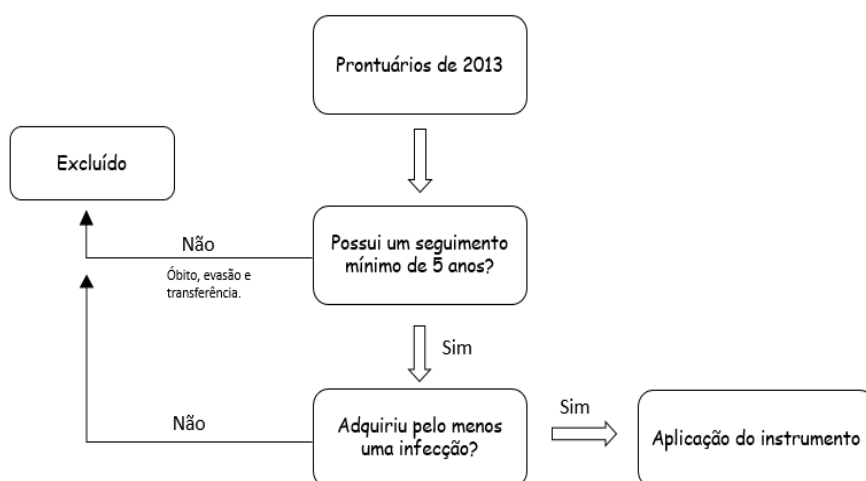 Prontuários de 2013
Excluído
Não
Óbito, evasão e
transferência.
Possui um seguimento
mínimo de 5 anos?
Sim
Não
Adquiriu pelo menos
uma infecção?
Sim
Aplicação do instrumento